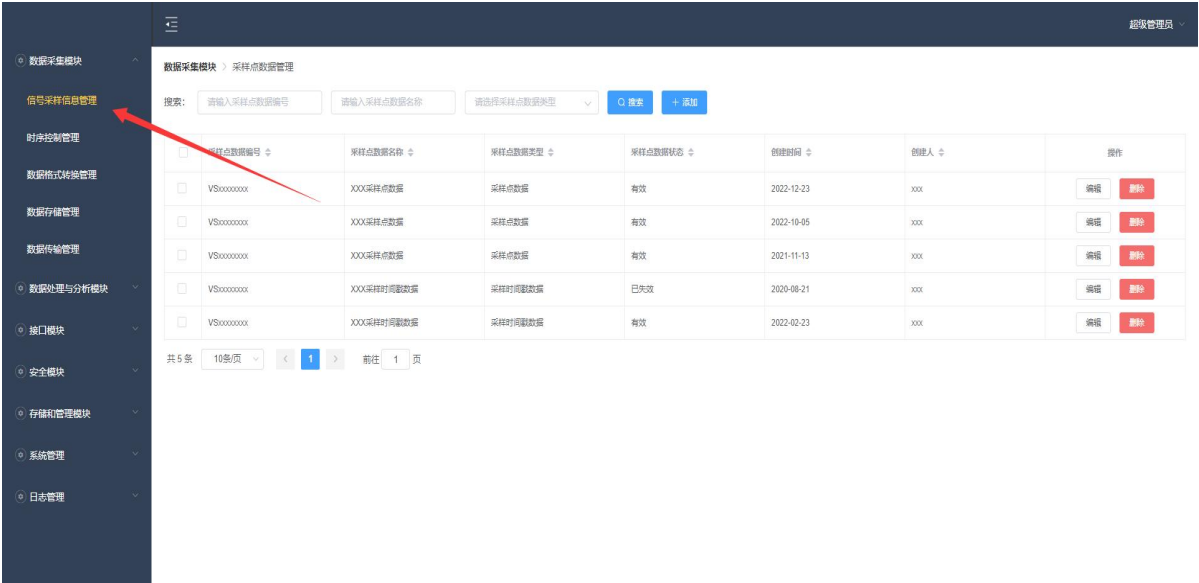 超级管理员
数据采集模块
信号采样信息管理
时序控制管理
数据格式转换管理
数据存储管理
数据传输管理
数据处理与分析模块
接口模块
安全模块
存储和管理模块
系统管理
日志管理
数据采集模块 〉 采样点数据管理
搜索： 请输入采样点数据编号 请输入采样点数据名称 请选择采样点数据类型 搜索 + 添加
采样点数据编号 采样点数据名称 采样点数据类型 采样点数据状态 创建时间 创建人 操作
VSxxxxxxxx XXX采样点数据 采样点数据 有效 2022-12-23 xxx 编辑 删除
VSxxxxxxxx XXX采样点数据 采样点数据 有效 2022-10-05 xxx 编辑 删除
VSxxxxxxxx XXX采样点数据 采样点数据 有效 2021-11-13 xxx 编辑 删除
VSxxxxxxxx XXX采样时间戳数据 采样时间戳数据 已失效 2020-08-21 xxx 编辑 删除
VSxxxxxxxx XXX采样时间戳数据 采样时间戳数据 有效 2022-02-23 xxx 编辑 删除
共 5 条 10条/页 〈 1 〉 前往 1 页